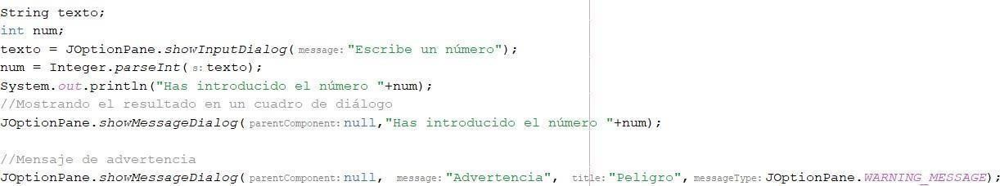 String texto;
int num;
texto = JOptionPane.showInputDialog( message: "Escribe un número");
num = Integer.parseInt( s: texto);
System.out.println("Has introducido el número "+num);
//Mostrando el resultado en un cuadro de diálogo
JOptionPane.showMessageDialog( parentComponent: null,"Has introducido el número "+num);
//Mensaje de advertencia
JOptionPane.showMessageDialog( parentComponent: null, message: "Advertencia", title: "Peligro", messageType: JOptionPane.WARNING_MESSAGE);